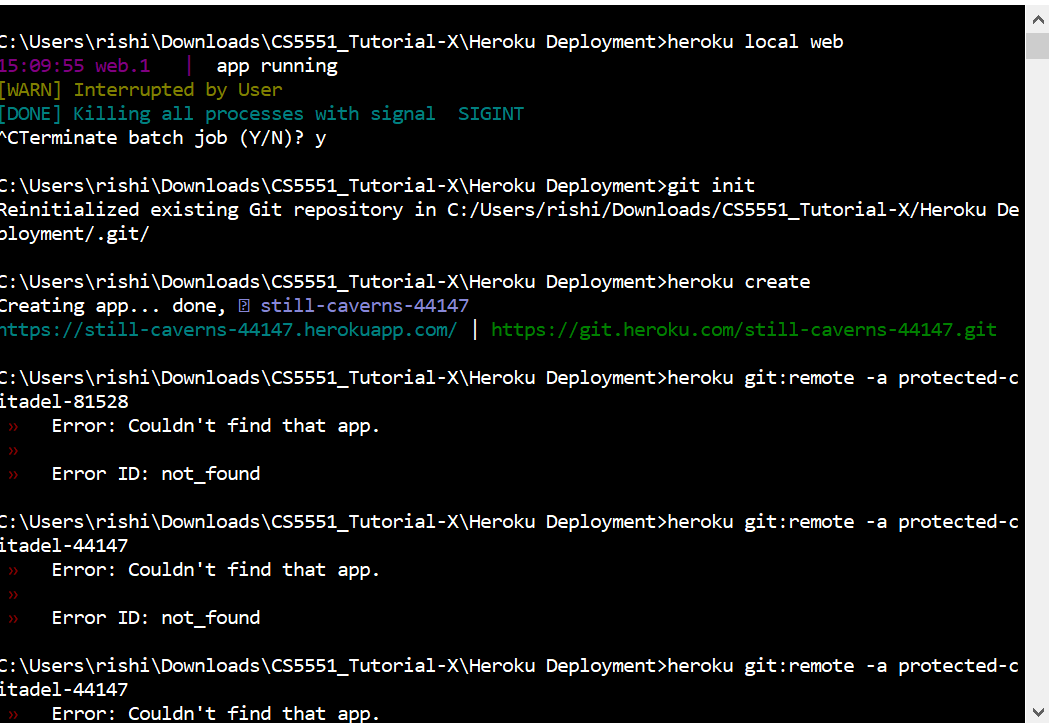 C:\Users\rishi\Downloads\CS5551_Tutorial-X\Heroku Deployment>heroku local web
15:09:55 web.1   |  app running
[WARN] Interrupted by User
[DONE] Killing all processes with signal  SIGINT
^CTerminate batch job (Y/N)? y
C:\Users\rishi\Downloads\CS5551_Tutorial-X\Heroku Deployment>git init
Reinitialized existing Git repository in C:/Users/rishi/Downloads/CS5551_Tutorial-X/Heroku De
ployment/.git/
C:\Users\rishi\Downloads\CS5551_Tutorial-X\Heroku Deployment>heroku create
Creating app... done, ⍰ still-caverns-44147
https://still-caverns-44147.herokuapp.com/ | https://git.heroku.com/still-caverns-44147.git
C:\Users\rishi\Downloads\CS5551_Tutorial-X\Heroku Deployment>heroku git:remote -a protected-c
itadel-81528
»   Error: Couldn't find that app.
»
»   Error ID: not_found
C:\Users\rishi\Downloads\CS5551_Tutorial-X\Heroku Deployment>heroku git:remote -a protected-c
itadel-44147
»   Error: Couldn't find that app.
»
»   Error ID: not_found
C:\Users\rishi\Downloads\CS5551_Tutorial-X\Heroku Deployment>heroku git:remote -a protected-c
itadel-44147
»   Error: Couldn't find that app.